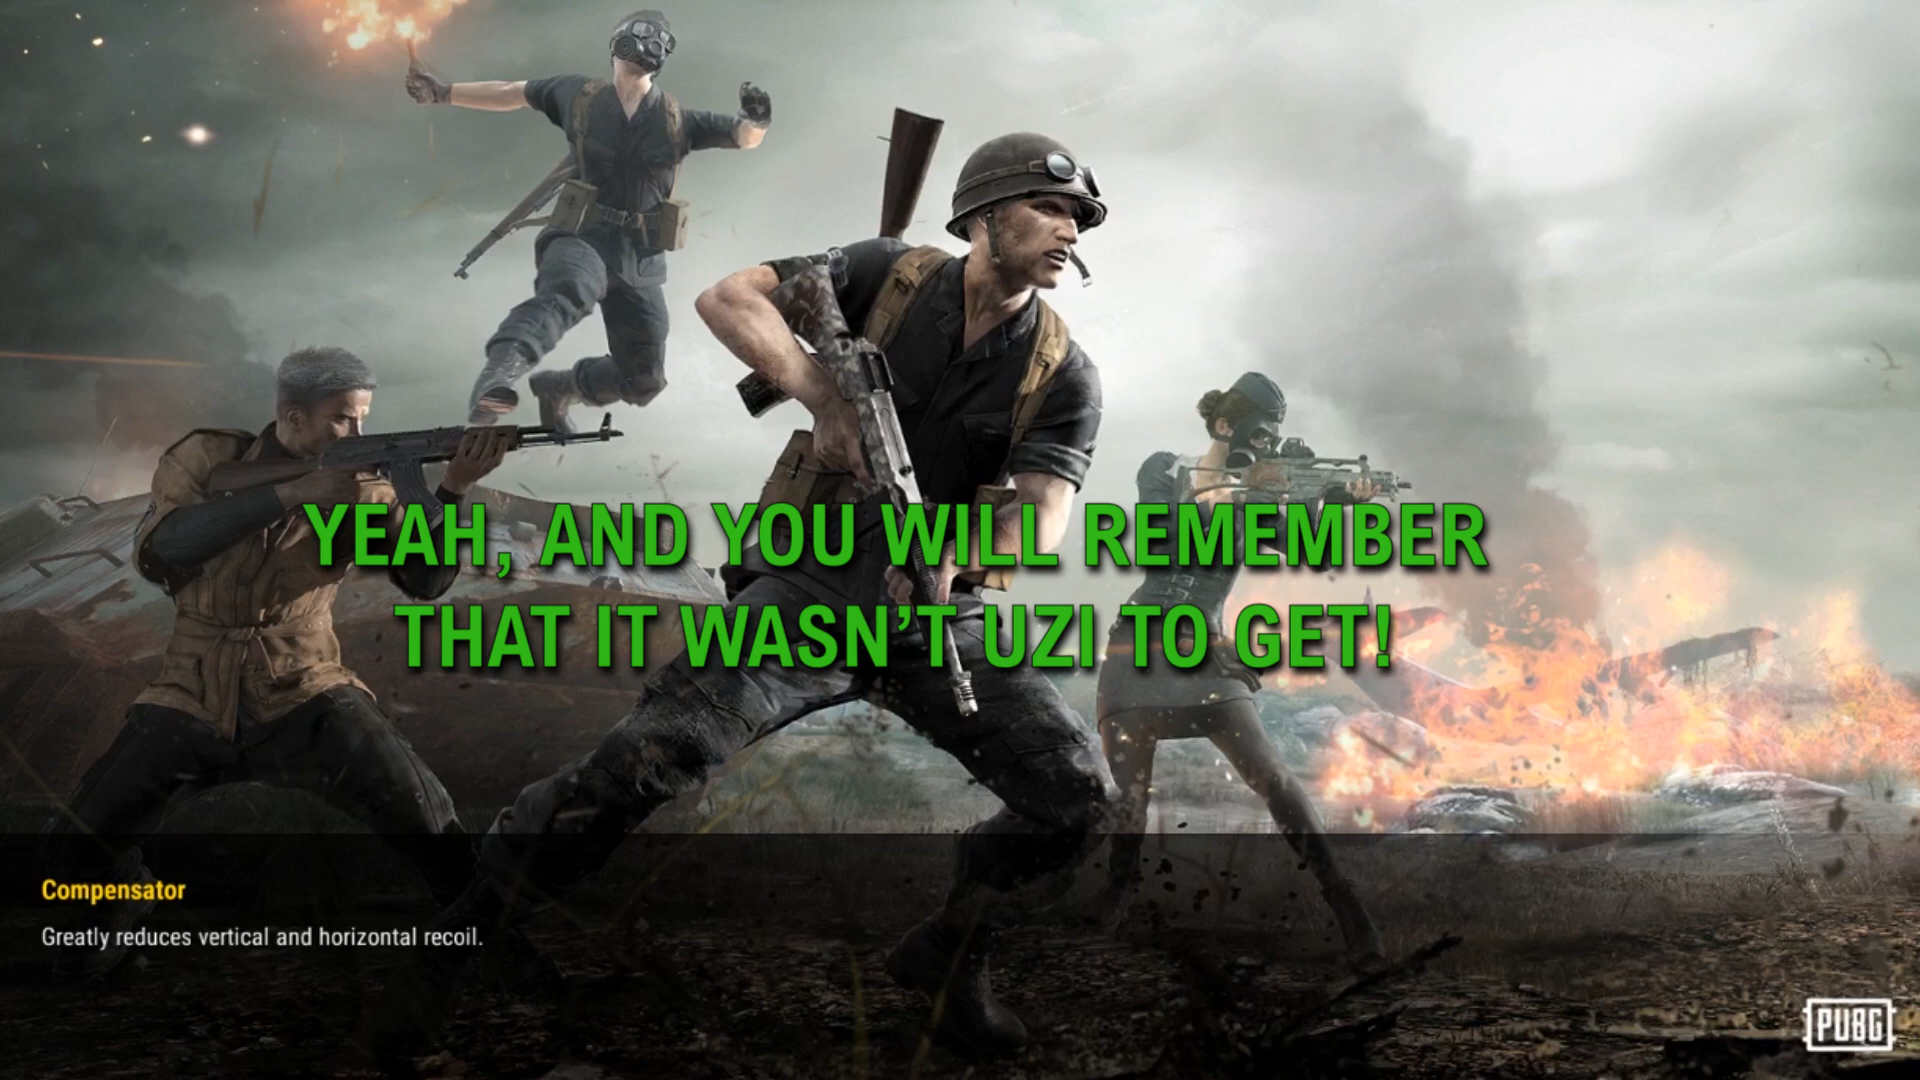 YEAH, AND YOU WILL REMEMBER
THAT IT WASN’T UZI TO GET!
Compensator
Greatly reduces vertical and horizontal recoil.
PUBG